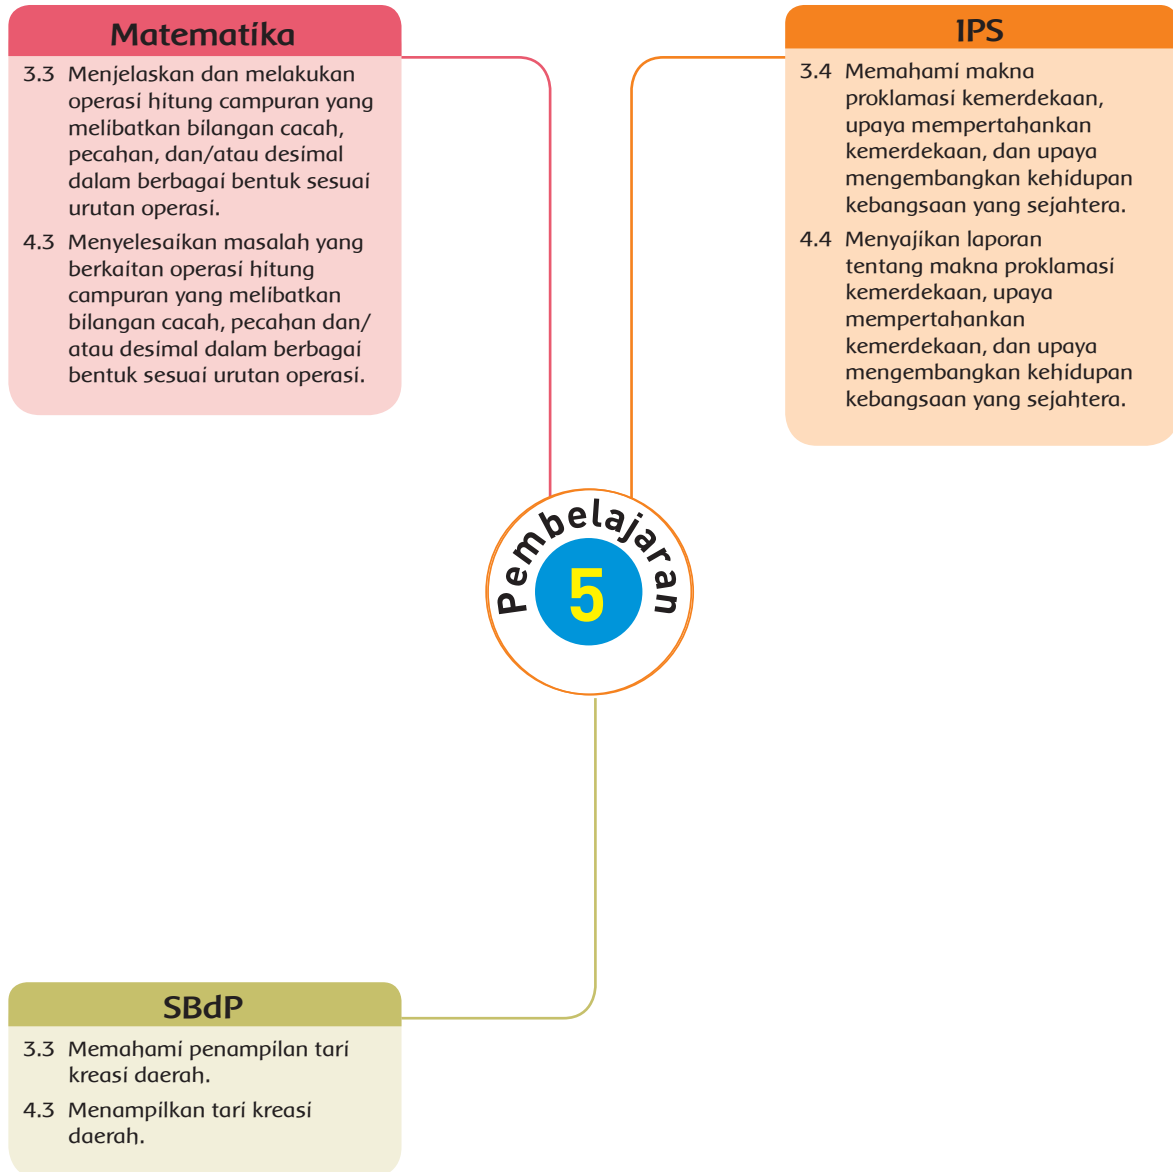 Matematika
3.3 Menjelaskan dan melakukan
operasi hitung campuran yang
melibatkan bilangan cacah,
pecahan, dan/atau desimal
dalam berbagai bentuk sesuai
urutan operasi.
4.3 Menyelesaikan masalah yang
berkaitan operasi hitung
campuran yang melibatkan
bilangan cacah, pecahan dan/
atau desimal dalam berbagai
bentuk sesuai urutan operasi.
IPS
3.4 Memahami makna
proklamasi kemerdekaan,
upaya mempertahankan
kemerdekaan, dan upaya
mengembangkan kehidupan
kebangsaan yang sejahtera.
4.4 Menyajikan laporan
tentang makna proklamasi
kemerdekaan, upaya
mempertahankan
kemerdekaan, dan upaya
mengembangkan kehidupan
kebangsaan yang sejahtera.
Pembelajaran
5
SBdP
3.3 Memahami penampilan tari
kreasi daerah.
4.3 Menampilkan tari kreasi
daerah.